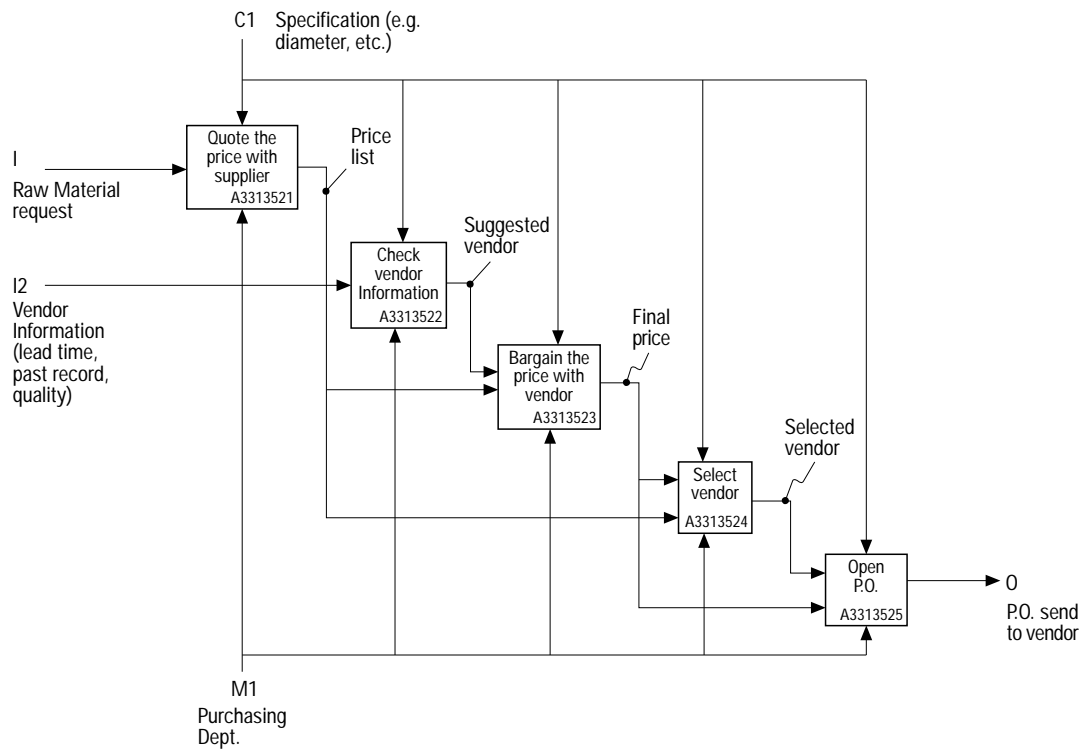 C1
Specification (e.g.
diameter, etc.)
Quote the
price with
supplier
A3313521
Price
list
I
Raw Material
request
Suggested
vendor
Check
vendor
Information
A3313522
I2
Vendor
Information
(lead time,
past record,
quality)
Final
price
Bargain the
price with
vendor
A3313523
Selected
vendor
Select
vendor
A3313524
Open
P.O.
A3313525
O
P.O. send
to vendor
M1
Purchasing
Dept.